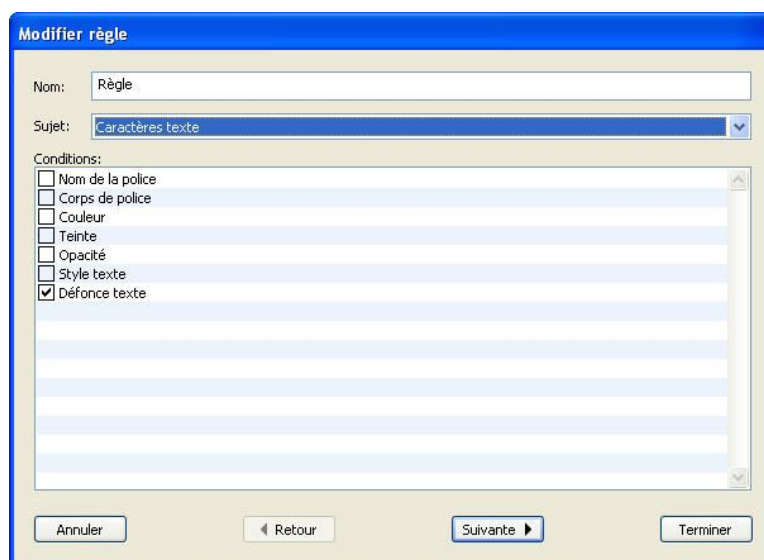 Modifier règle
Nom: Règle
Sujet: Caractères texte
Conditions:
Nom de la police
Corps de police
Couleur
Teinte
Opacité
Style texte
Défonce texte
Annuler Retour Suivante Terminer